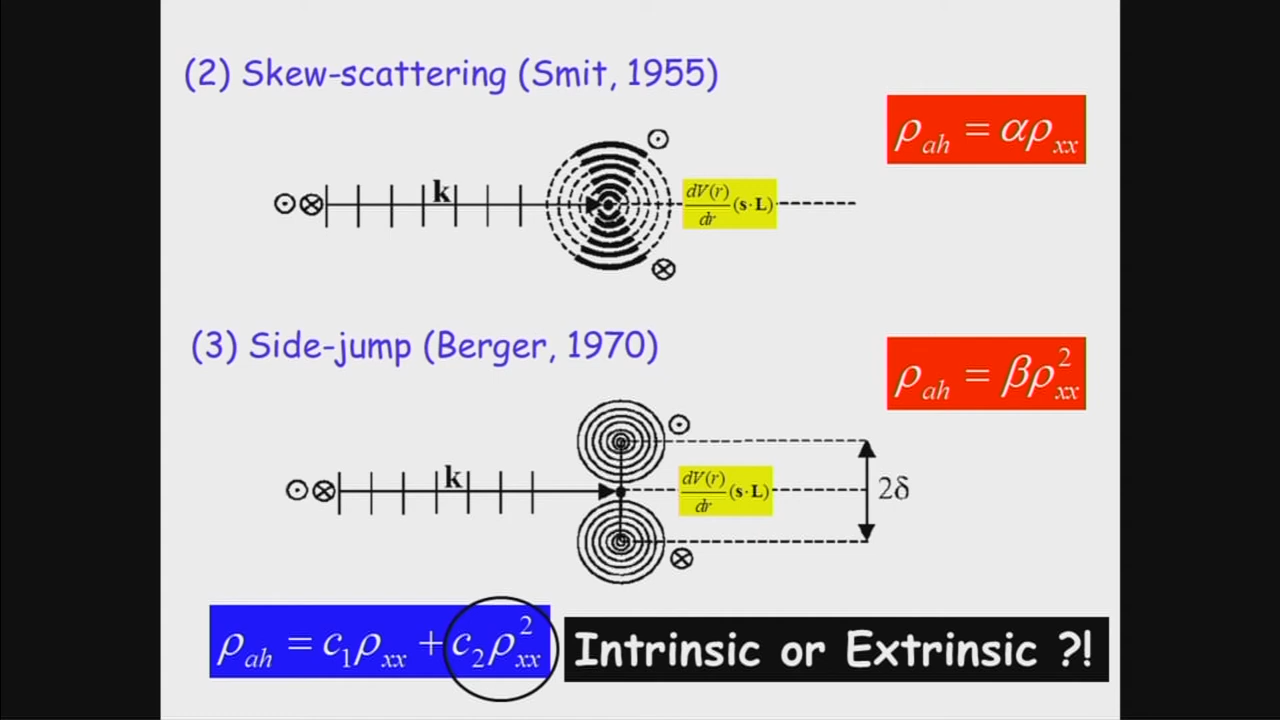 (2) Skew-scattering (Smit, 1955)
ρ_ah = αρ_xx
k
dV(r)/dr (s·L)
(3) Side-jump (Berger, 1970)
ρ_ah = βρ²_xx
k
dV(r)/dr (s·L)
2δ
ρ_ah = c₁ρ_xx + c₂ρ²_xx
Intrinsic or Extrinsic ?!